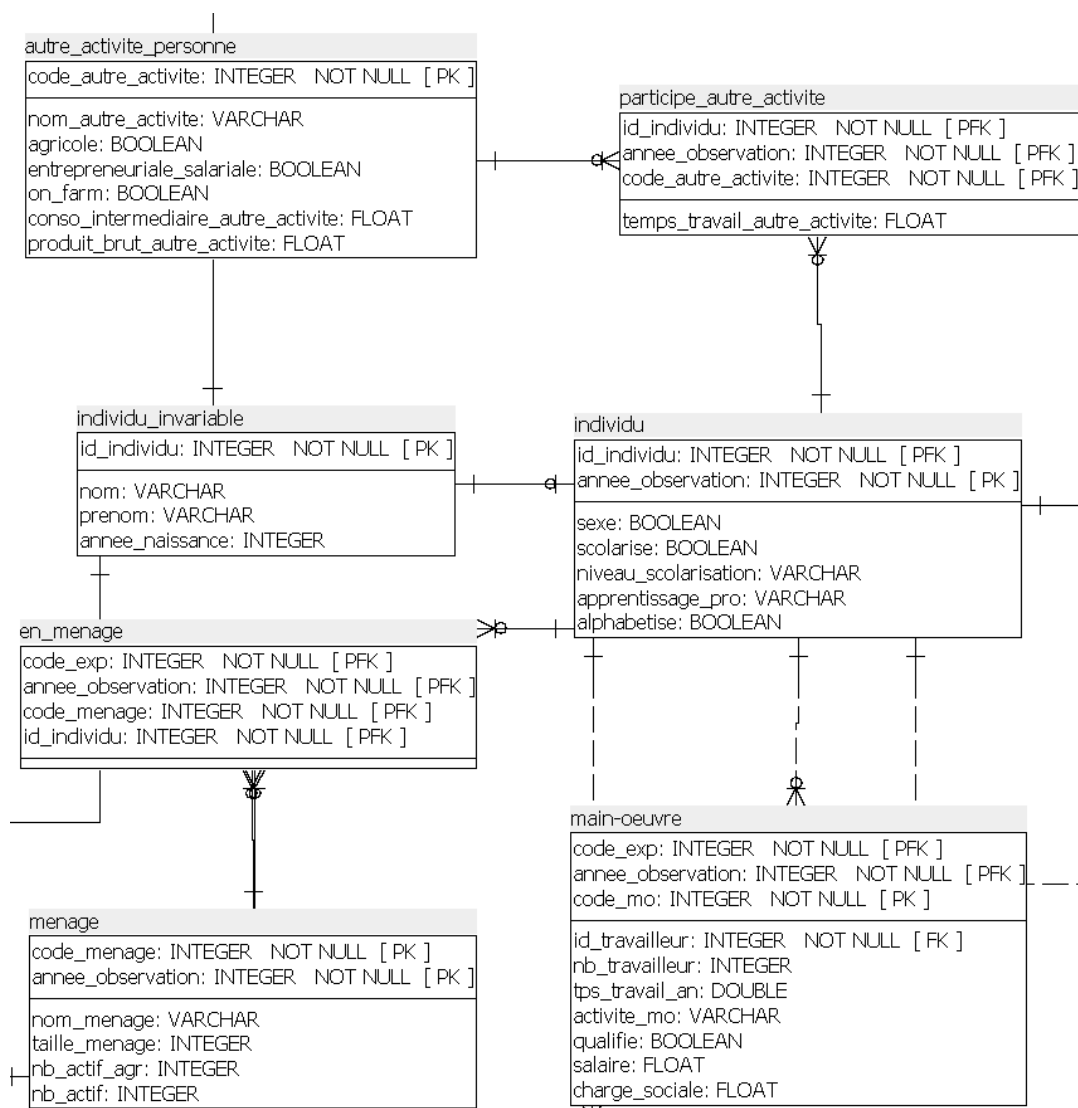 autre_activite_personne
code_autre_activite: INTEGER NOT NULL [ PK ]
nom_autre_activite: VARCHAR
agricole: BOOLEAN
entrepreneuriale_salariale: BOOLEAN
on_farm: BOOLEAN
conso_intermediaire_autre_activite: FLOAT
produit_brut_autre_activite: FLOAT
participe_autre_activite
id_individu: INTEGER NOT NULL [ PFK ]
annee_observation: INTEGER NOT NULL [ PFK ]
code_autre_activite: INTEGER NOT NULL [ PFK ]
temps_travail_autre_activite: FLOAT
individu_invariable
id_individu: INTEGER NOT NULL [ PK ]
nom: VARCHAR
prenom: VARCHAR
annee_naissance: INTEGER
individu
id_individu: INTEGER NOT NULL [ PFK ]
annee_observation: INTEGER NOT NULL [ PK ]
sexe: BOOLEAN
scolarise: BOOLEAN
niveau_scolarisation: VARCHAR
apprentissage_pro: VARCHAR
alphabetise: BOOLEAN
en_menage
code_exp: INTEGER NOT NULL [ PFK ]
annee_observation: INTEGER NOT NULL [ PFK ]
code_menage: INTEGER NOT NULL [ PFK ]
id_individu: INTEGER NOT NULL [ PFK ]
main-oeuvre
code_exp: INTEGER NOT NULL [ PFK ]
annee_observation: INTEGER NOT NULL [ PFK ]
code_mo: INTEGER NOT NULL [ PK ]
id_travailleur: INTEGER NOT NULL [ FK ]
nb_travailleur: INTEGER
tps_travail_an: DOUBLE
activite_mo: VARCHAR
qualifie: BOOLEAN
salaire: FLOAT
charge_sociale: FLOAT
menage
code_menage: INTEGER NOT NULL [ PK ]
annee_observation: INTEGER NOT NULL [ PK ]
nom_menage: VARCHAR
taille_menage: INTEGER
nb_actif_agr: INTEGER
nb_actif: INTEGER